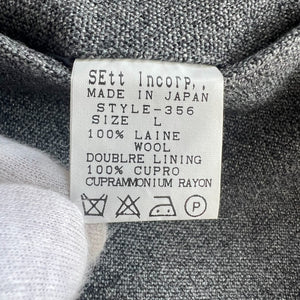 SEtt Incorp,.
MADE IN JAPAN
STYLE-356
SIZE L
100% LAINE
WOOL
DOUBLRE LINING
100% CUPRO
CUPRAMMONIUM RAYON
P